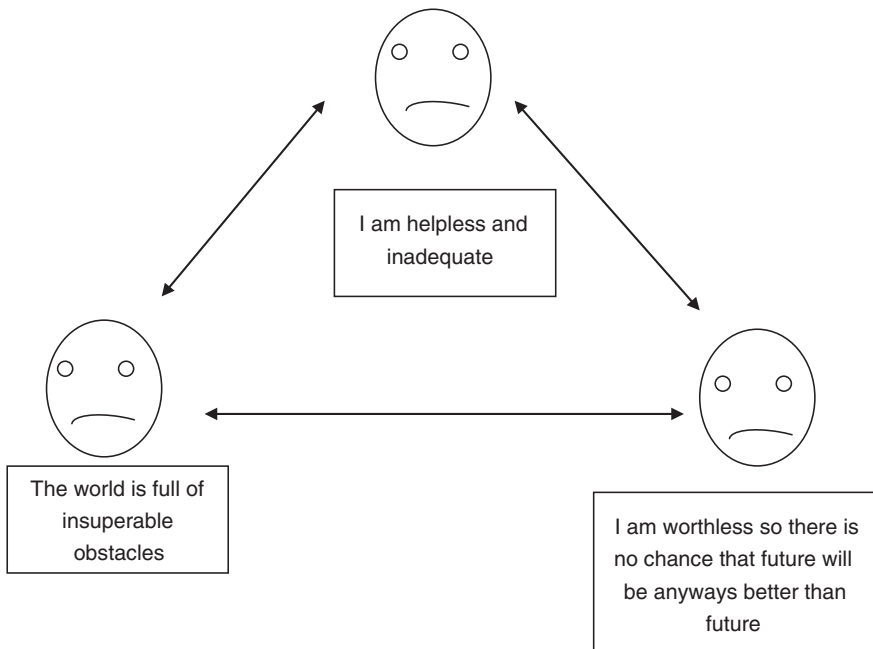 I am helpless and
inadequate
The world is full of
insuperable
obstacles
I am worthless so there is
no chance that future will
be anyways better than
future